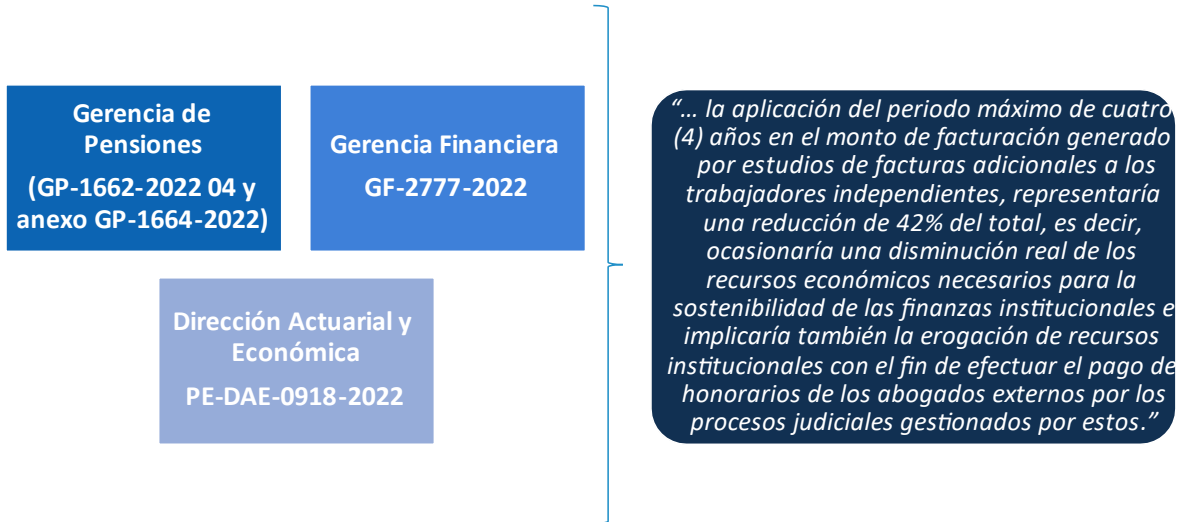 Gerencia de
Pensiones
(GP-1662-2022 04 y
anexo GP-1664-2022)
Gerencia Financiera
GF-2777-2022
Dirección Actuarial y
Económica
PE-DAE-0918-2022
“... la aplicación del periodo máximo de cuatro
(4) años en el monto de facturación generado
por estudios de facturas adicionales a los
trabajadores independientes, representaría
una reducción de 42% del total, es decir,
ocasionaría una disminución real de los
recursos económicos necesarios para la
sostenibilidad de las finanzas institucionales e
implicaría también la erogación de recursos
institucionales con el fin de efectuar el pago de
honorarios de los abogados externos por los
procesos judiciales gestionados por estos.”